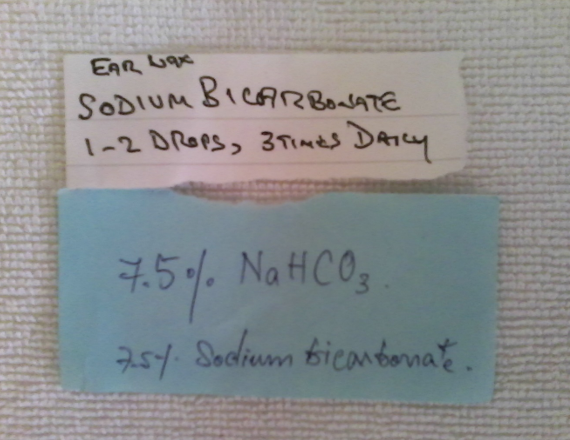 EAR WAX
SODIUM BICARBONATE
1-2 DROPS, 3 TIMES DAILY
7.5% NaHCO3.
7.5% Sodium bicarbonate.